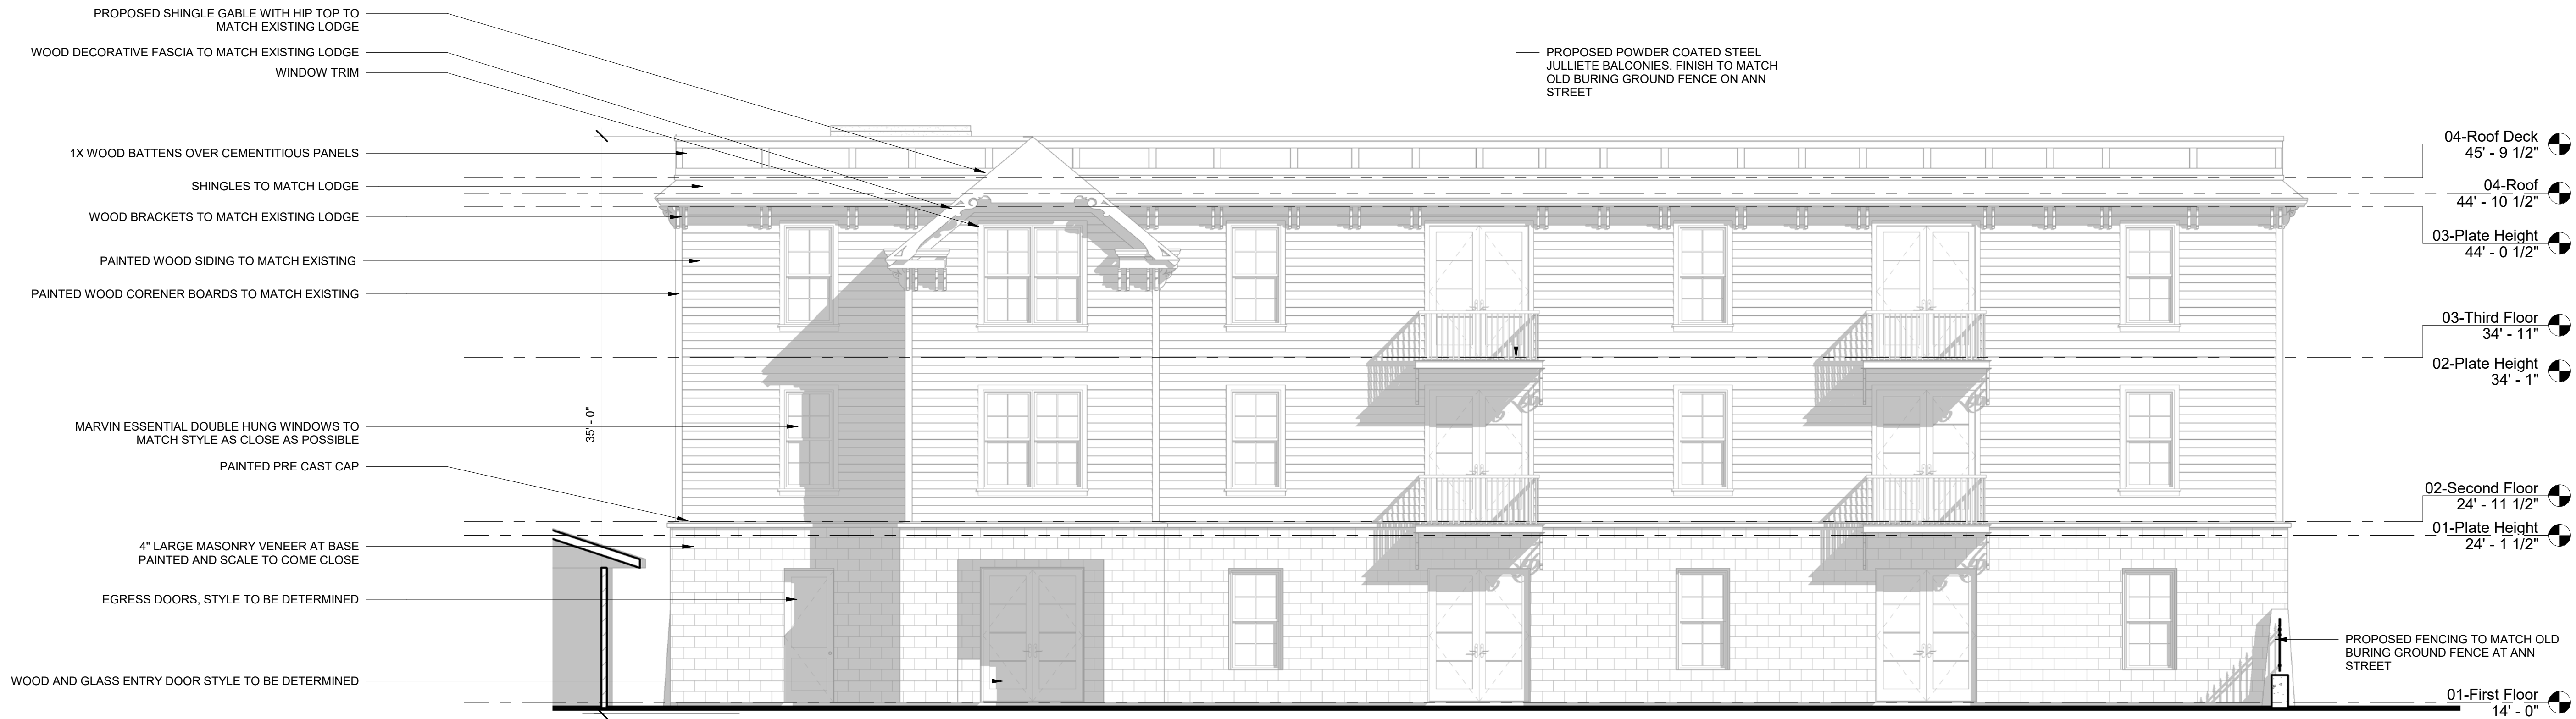 PROPOSED SHINGLE GABLE WITH HIP TOP TO
MATCH EXISTING LODGE
WOOD DECORATIVE FASCIA TO MATCH EXISTING LODGE
WINDOW TRIM
1X WOOD BATTENS OVER CEMENTITIOUS PANELS
SHINGLES TO MATCH LODGE
WOOD BRACKETS TO MATCH EXISTING LODGE
PAINTED WOOD SIDING TO MATCH EXISTING
PAINTED WOOD CORENER BOARDS TO MATCH EXISTING
MARVIN ESSENTIAL DOUBLE HUNG WINDOWS TO
MATCH STYLE AS CLOSE AS POSSIBLE
PAINTED PRE CAST CAP
4" LARGE MASONRY VENEER AT BASE
PAINTED AND SCALE TO COME CLOSE
EGRESS DOORS, STYLE TO BE DETERMINED
WOOD AND GLASS ENTRY DOOR STYLE TO BE DETERMINED
35' - 0"
PROPOSED POWDER COATED STEEL
JULLIETE BALCONIES. FINISH TO MATCH
OLD BURING GROUND FENCE ON ANN
STREET
04-Roof Deck
45' - 9 1/2"
04-Roof
44' - 10 1/2"
03-Plate Height
44' - 0 1/2"
03-Third Floor
34' - 11"
02-Plate Height
34' - 1"
02-Second Floor
24' - 11 1/2"
01-Plate Height
24' - 1 1/2"
PROPOSED FENCING TO MATCH OLD
BURING GROUND FENCE AT ANN
STREET
01-First Floor
14' - 0"